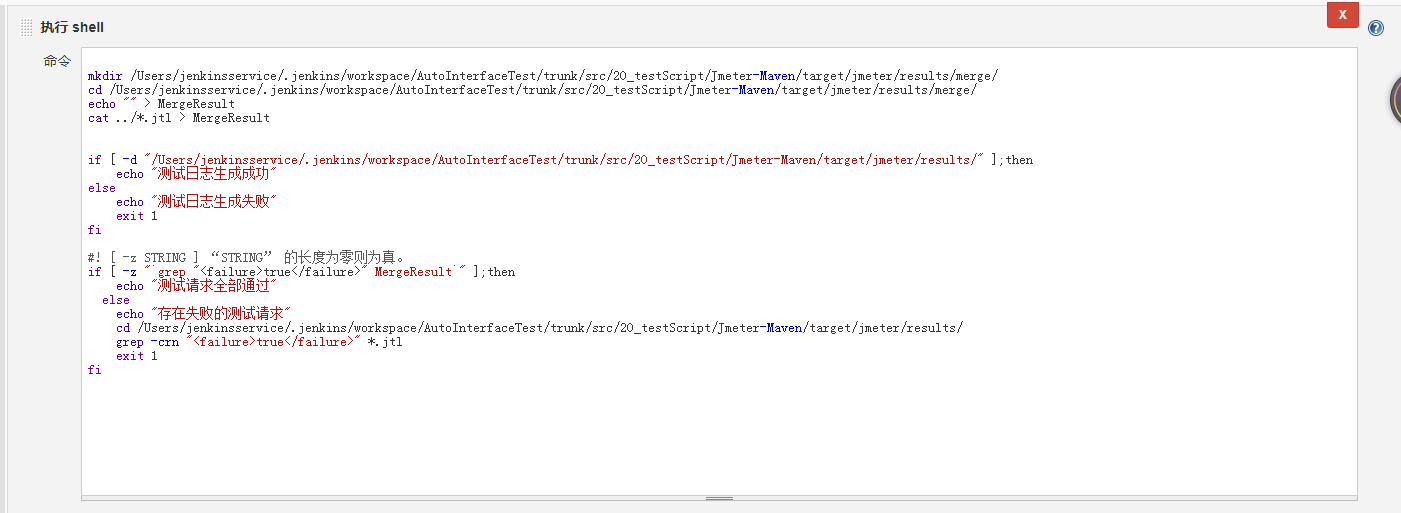 执行 shell
X
?
命令
mkdir /Users/jenkinsservice/.jenkins/workspace/AutoInterfaceTest/trunk/src/20_testScript/Jmeter-Maven/target/jmeter/results/merge/
cd /Users/jenkinsservice/.jenkins/workspace/AutoInterfaceTest/trunk/src/20_testScript/Jmeter-Maven/target/jmeter/results/merge/
echo "" > MergeResult
cat ../*.jtl > MergeResult
if [ -d "/Users/jenkinsservice/.jenkins/workspace/AutoInterfaceTest/trunk/src/20_testScript/Jmeter-Maven/target/jmeter/results/" ];then
echo "测试日志生成成功"
else
echo "测试日志生成失败"
exit 1
fi
#! [ -z STRING ] “STRING” 的长度为零则为真。
if [ -z "`grep "<failure>true</failure>" MergeResult`" ];then
echo "测试请求全部通过"
else
echo "存在失败的测试请求"
cd /Users/jenkinsservice/.jenkins/workspace/AutoInterfaceTest/trunk/src/20_testScript/Jmeter-Maven/target/jmeter/results/
grep -crn "<failure>true</failure>" *.jtl
exit 1
fi